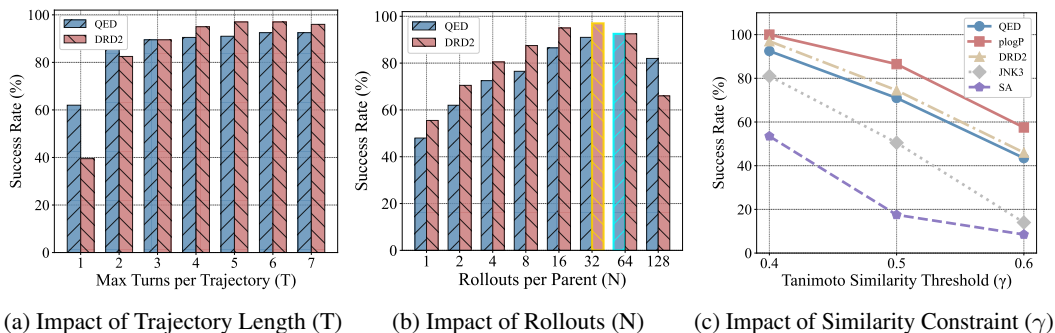 100
80
60
40
20
0
Success Rate (%)
QED
DRD2
1 2 3 4 5 6 7
Max Turns per Trajectory (T)
(a) Impact of Trajectory Length (T)
100
80
60
40
20
0
Success Rate (%)
QED
DRD2
1 2 4 8 16 32 64 128
Rollouts per Parent (N)
(b) Impact of Rollouts (N)
100
80
60
40
20
0
Success Rate (%)
QED
plogP
DRD2
JNK3
SA
0.4 0.5 0.6
Tanimoto Similarity Threshold (γ)
(c) Impact of Similarity Constraint (γ)